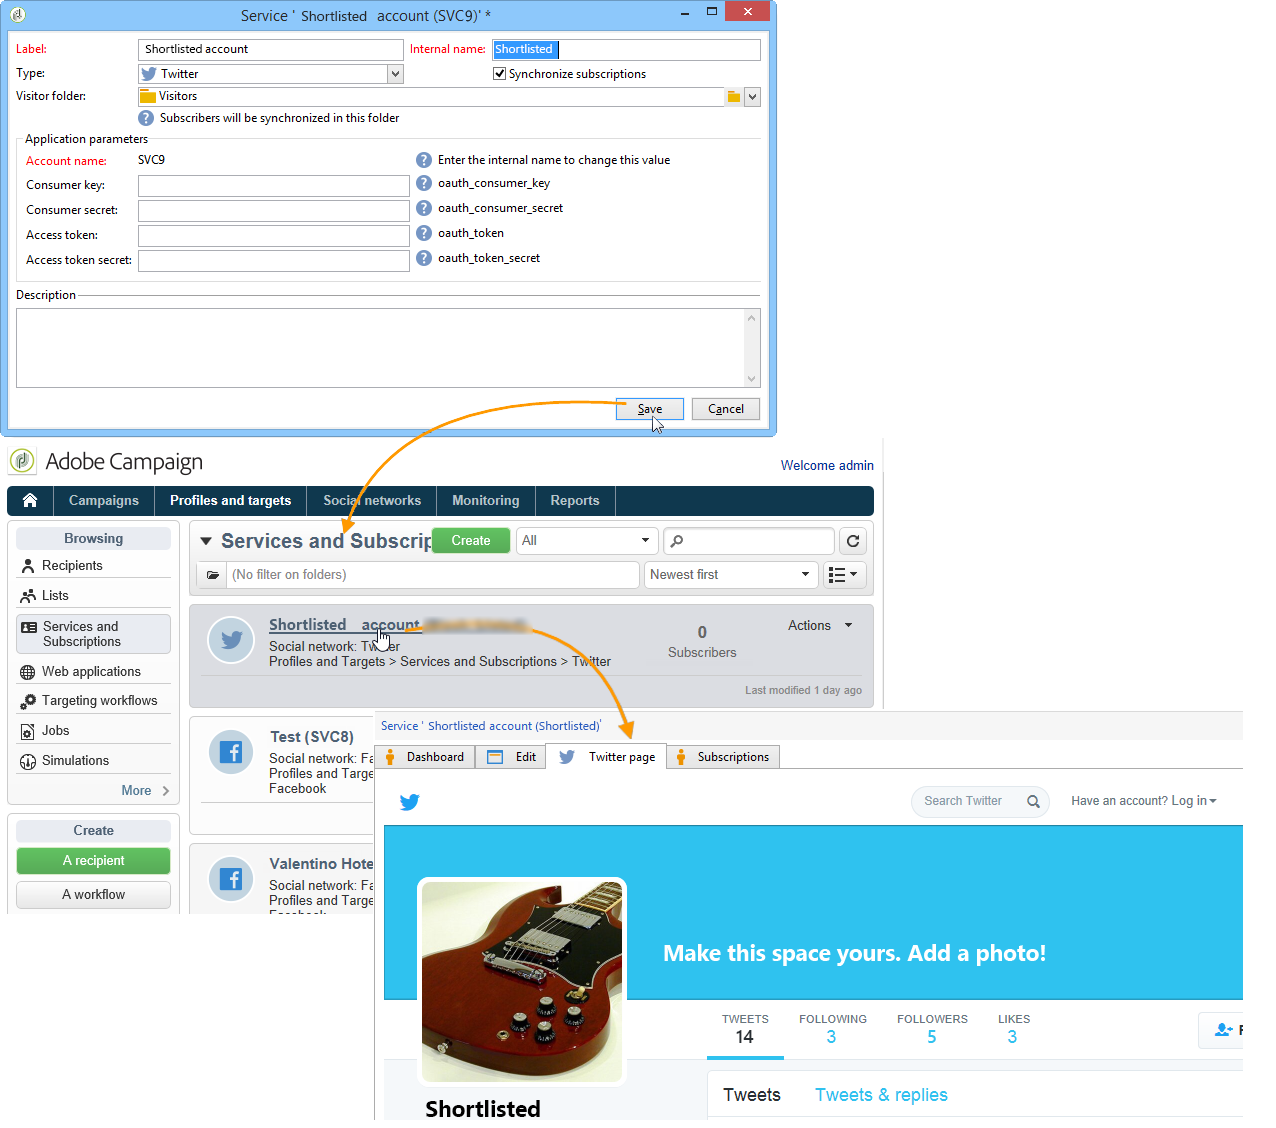 Service ' Shortlisted account (SVC9)' *
Label: Shortlisted account Internal name: Shortlisted
Type: Twitter Synchronize subscriptions
Visitor folder: Visitors
Subscribers will be synchronized in this folder
Application parameters
Account name: SVC9 Enter the internal name to change this value
Consumer key: oauth_consumer_key
Consumer secret: oauth_consumer_secret
Access token: oauth_token
Access token secret: oauth_token_secret
Description
Save Cancel
Adobe Campaign
Welcome admin
Campaigns Profiles and targets Social networks Monitoring Reports
Browsing
Recipients
Lists
Services and
Subscriptions
Web applications
Targeting workflows
Jobs
Simulations
More
Create
A recipient
A workflow
Services and Subscrip Create All
(No filter on folders) Newest first
Shortlisted account
Social network: Twitter
Profiles and Targets > Services and Subscriptions > Twitter
0
Subscribers
Actions
Last modified 1 day ago
Test (SVC8)
Social network: Fa
Profiles and Targe
Facebook
Valentino Hote
Social network: Fa
Profiles and Targe
Facebook
Service ' Shortlisted account (Shortlisted)'
Dashboard Edit Twitter page Subscriptions
Search Twitter Have an account? Log in
Make this space yours. Add a photo!
TWEETS FOLLOWING FOLLOWERS LIKES
14 3 5 3
F
Tweets Tweets & replies
Shortlisted